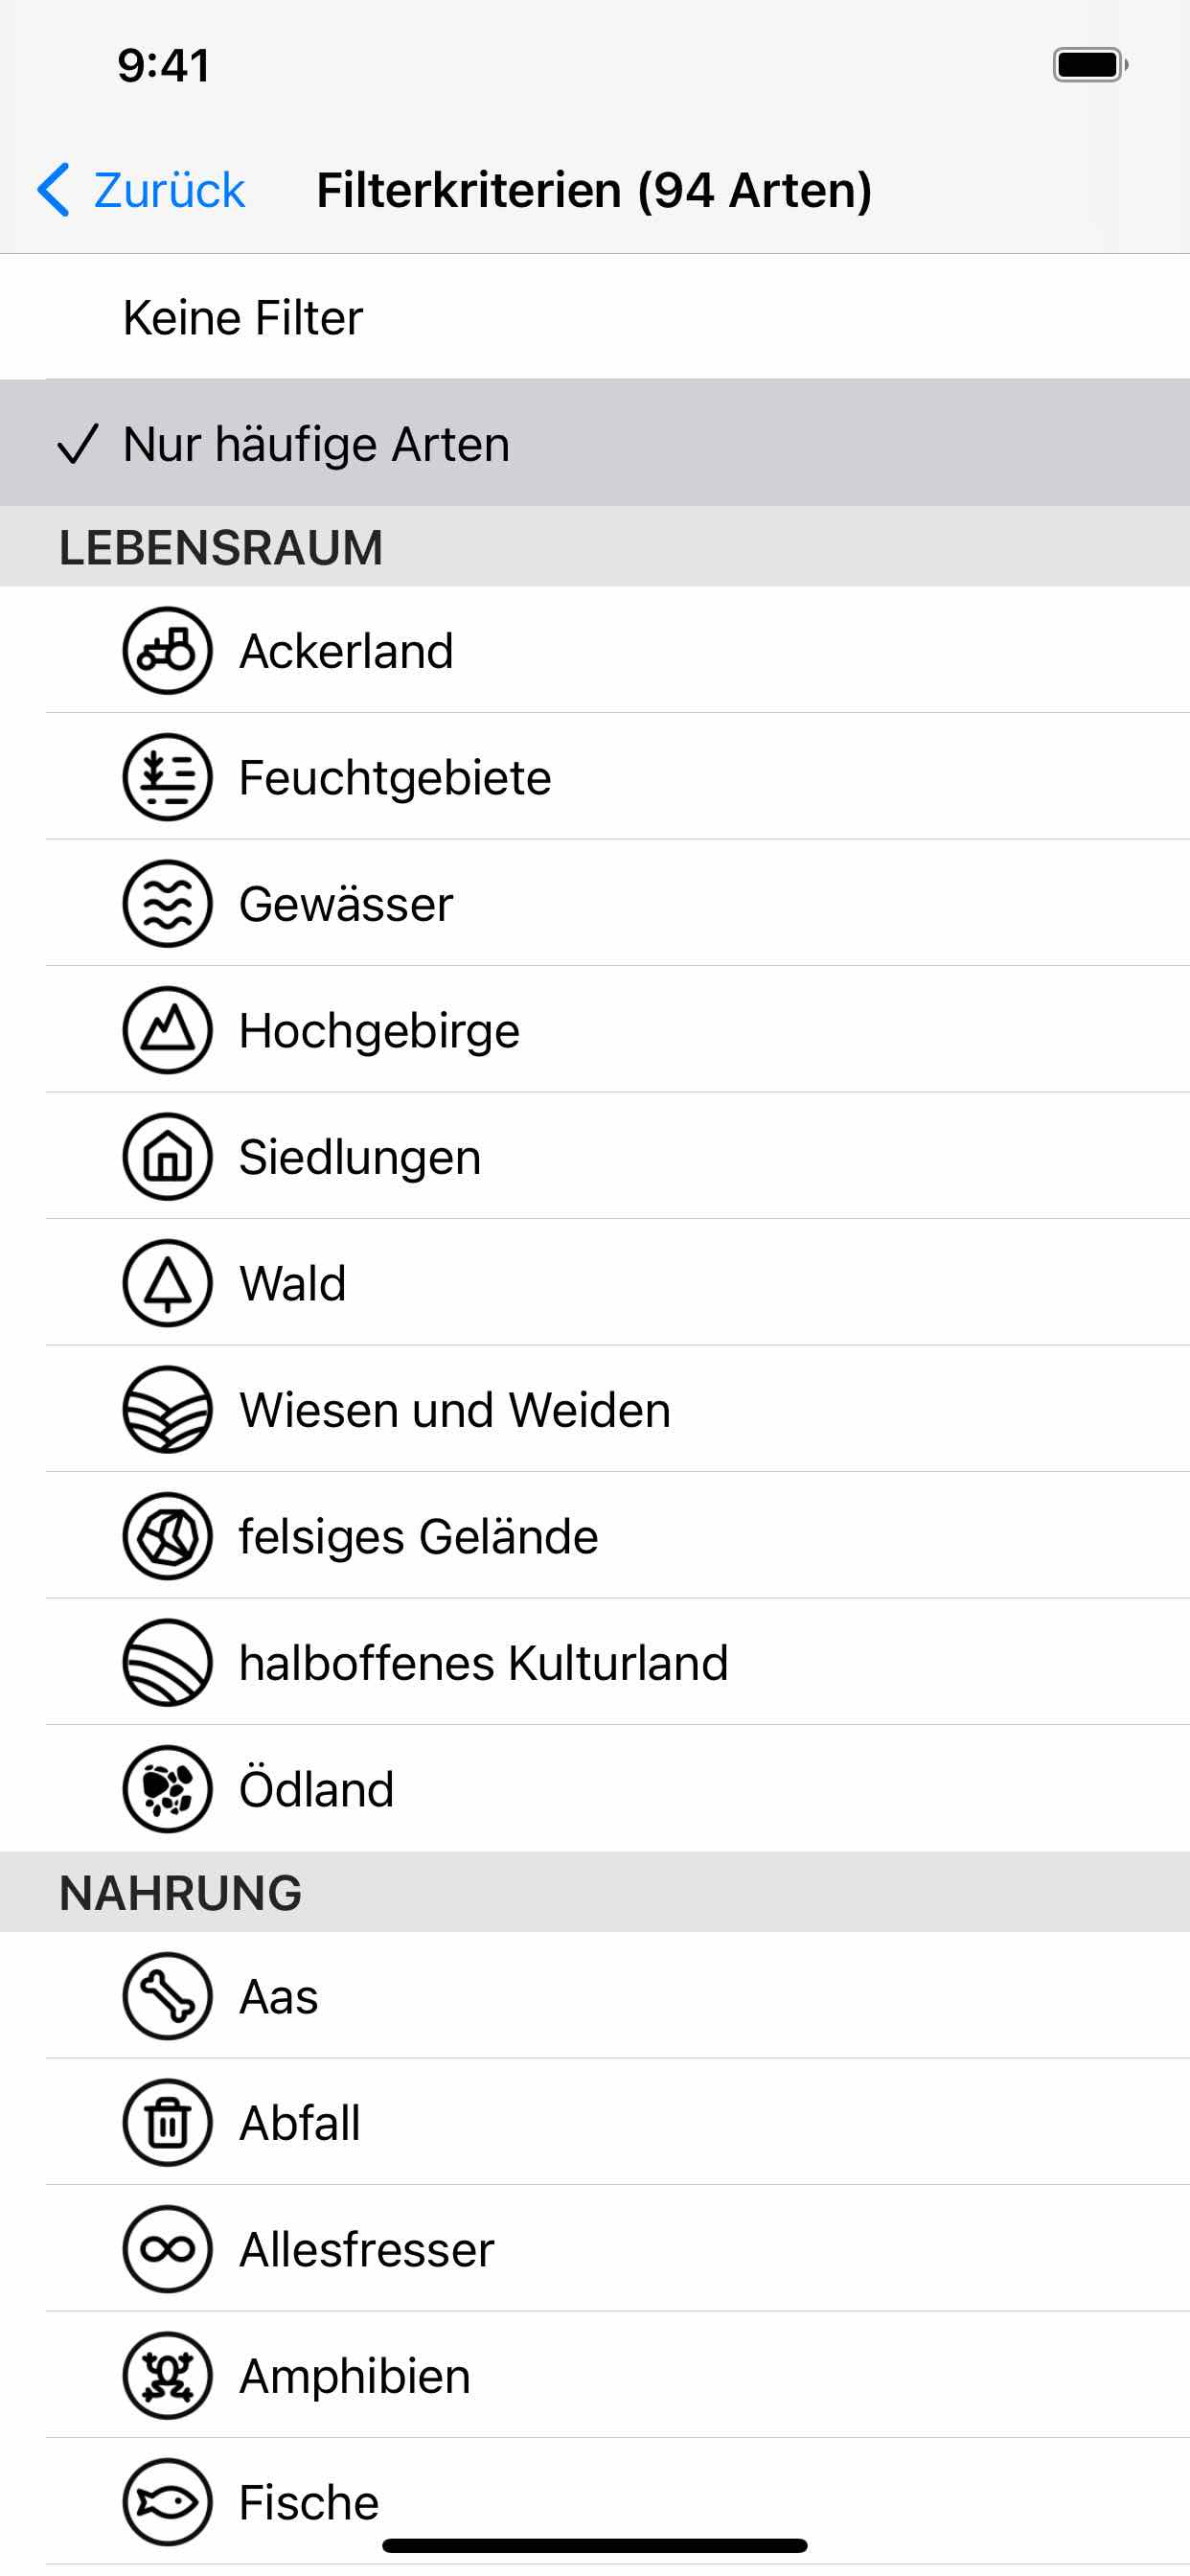 9:41
Zurück
Filterkriterien (94 Arten)
Keine Filter
Nur häufige Arten
LEBENSRAUM
Ackerland
Feuchtgebiete
Gewässer
Hochgebirge
Siedlungen
Wald
Wiesen und Weiden
felsiges Gelände
halboffenes Kulturland
Ödland
NAHRUNG
Aas
Abfall
Allesfresser
Amphibien
Fische